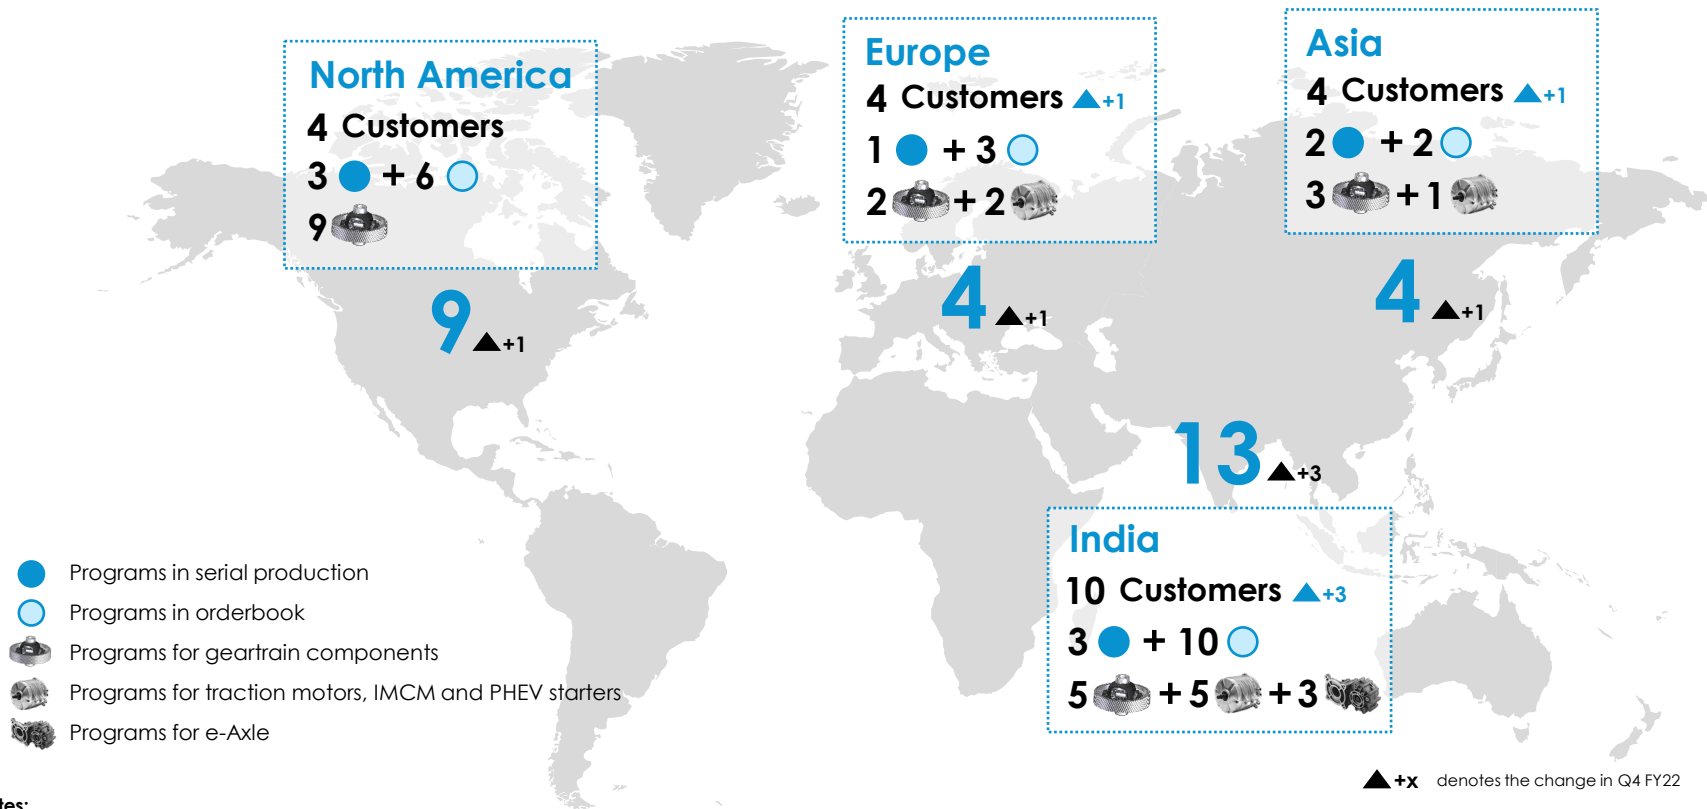 North America
4 Customers
3 + 6
9
9 +1
Europe
4 Customers +1
1 + 3
2 + 2
4 +1
Asia
4 Customers +1
2 + 2
3 + 1
4 +1
13 +3
India
10 Customers +3
3 + 10
5 + 5 + 3
Programs in serial production
Programs in orderbook
Programs for geartrain components
Programs for traction motors, IMCM and PHEV starters
Programs for e-Axle
+x denotes the change in Q4 FY22